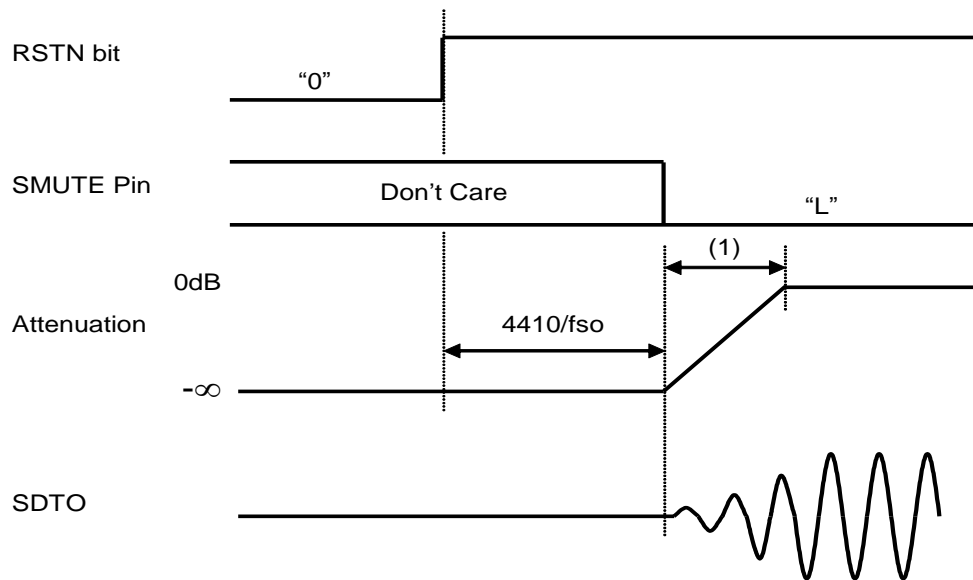 RSTN bit
“0”
SMUTE Pin
Don’t Care
“L”
(1)
0dB
Attenuation
4410/fso
-∞
SDTO